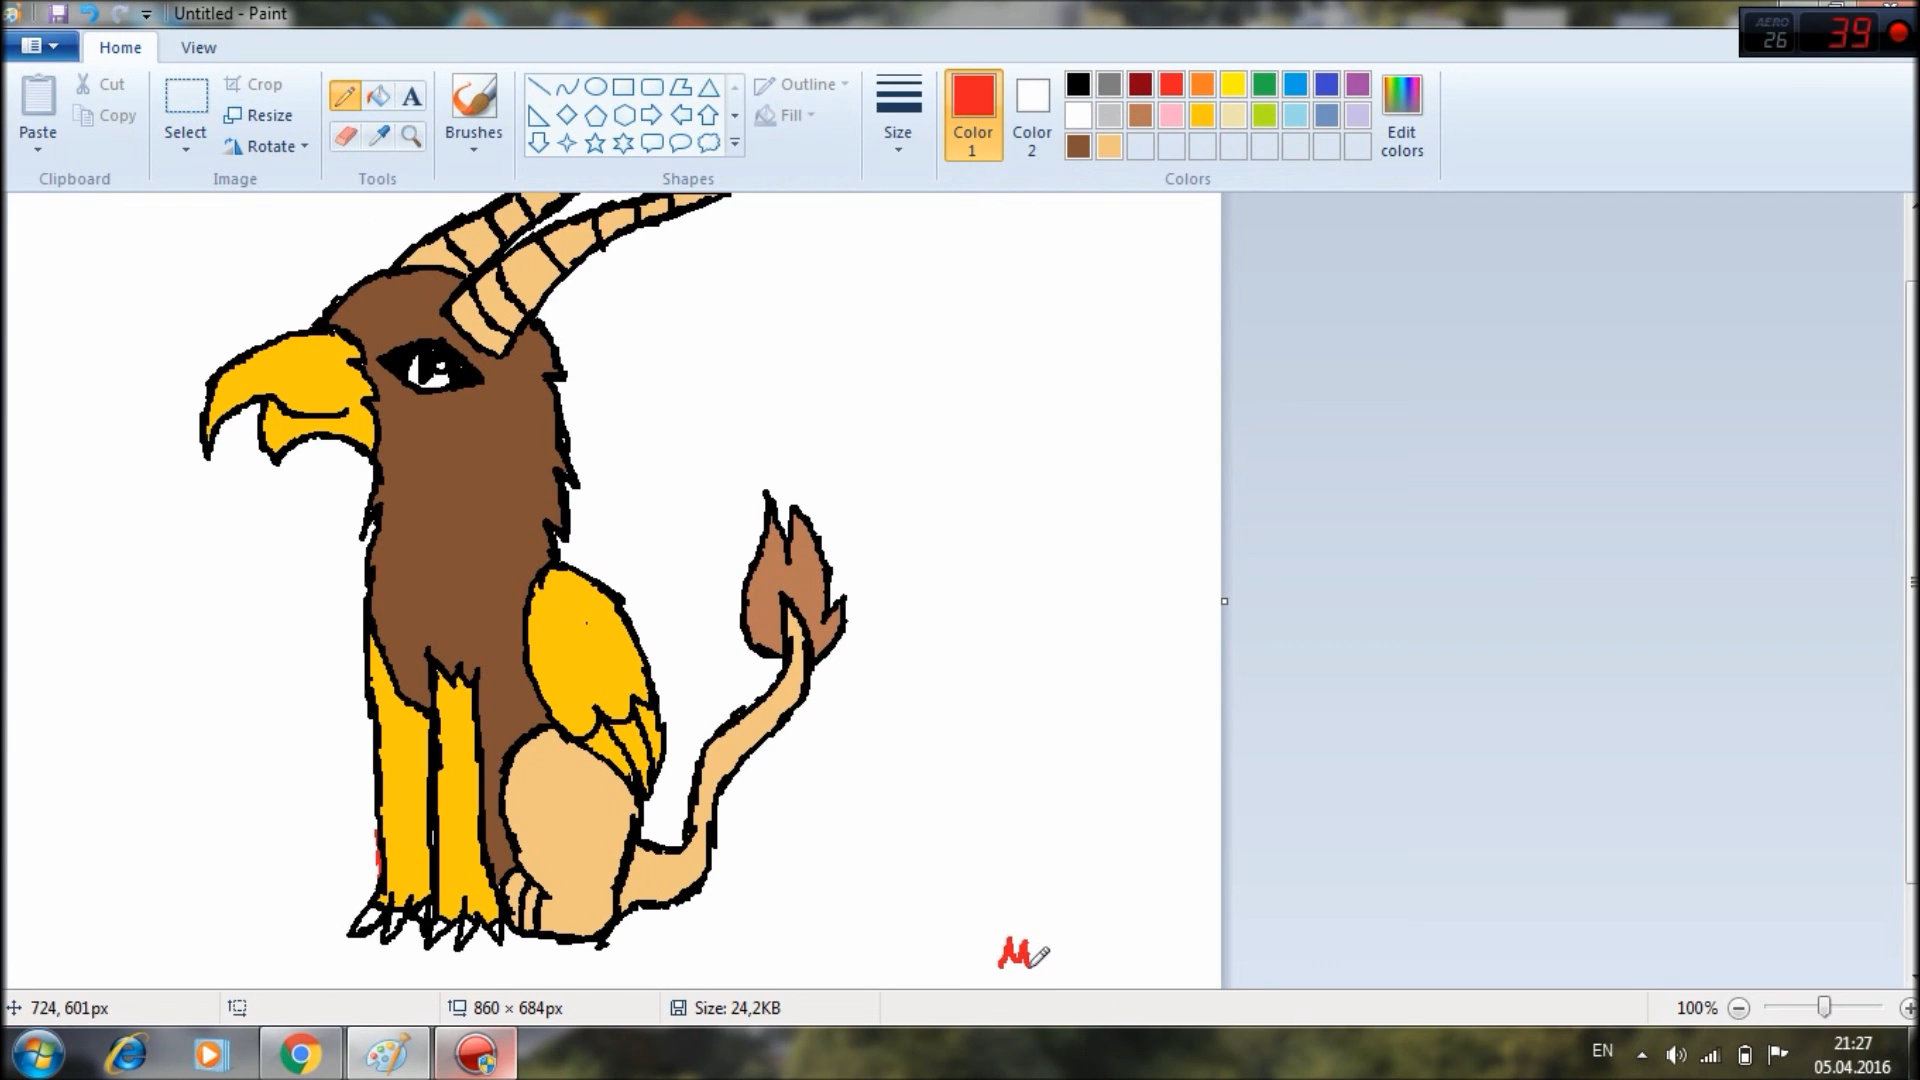 Untitled - Paint
AERO
26
39
Home
View
Paste
Cut
Copy
Clipboard
Select
Crop
Resize
Rotate
Image
A
Tools
Brushes
Shapes
Outline
Fill
Size
Color
1
Color
2
Edit
colors
Colors
M
724, 601px
860 × 684px
Size: 24,2KB
100%
EN
21:27
05.04.2016